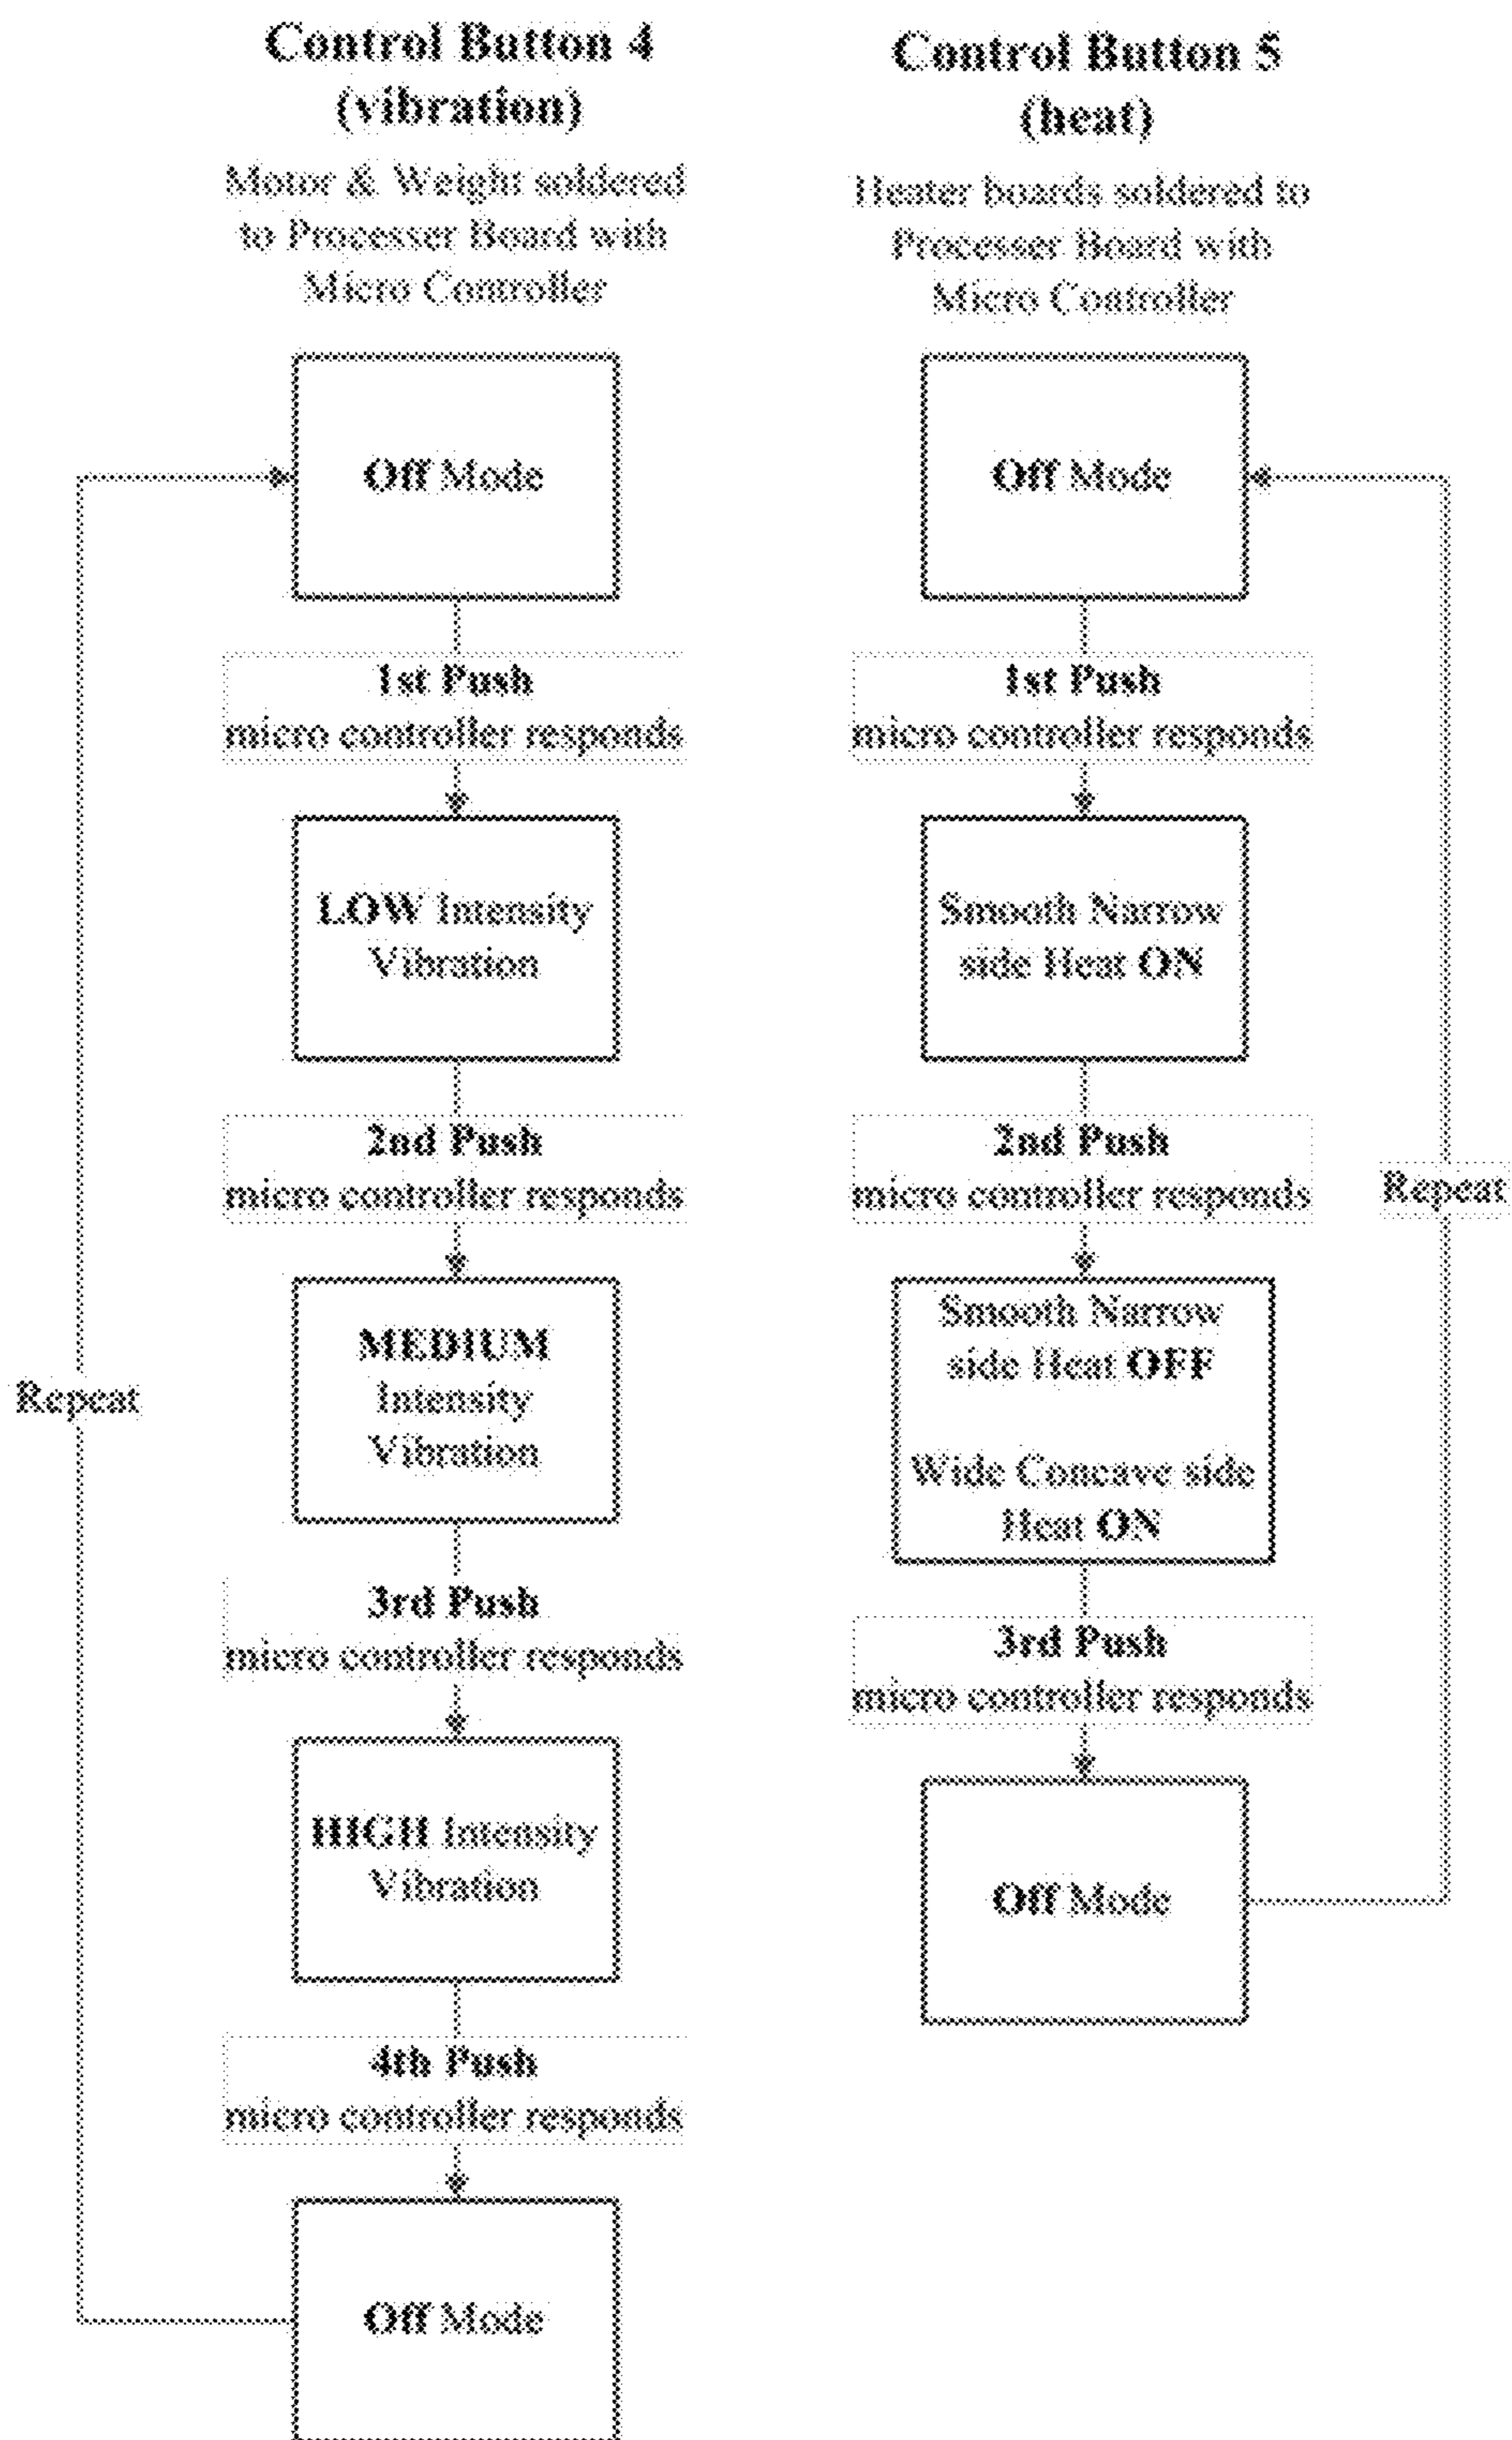 Control Button 4
(vibration)
Motor & Weight soldered
to Processer Board with
Micro Controller
Off Mode
1st Push
micro controller responds
LOW Intensity
Vibration
2nd Push
micro controller responds
MEDIUM
Intensity
Vibration
3rd Push
micro controller responds
HIGH Intensity
Vibration
4th Push
micro controller responds
Off Mode
Repeat
Control Button 5
(heat)
Heater boards soldered to
Processer Board with
Micro Controller
Off Mode
1st Push
micro controller responds
Smooth Narrow
side Heat ON
2nd Push
micro controller responds
Smooth Narrow
side Heat OFF
Wide Concave side
Heat ON
3rd Push
micro controller responds
Off Mode
Repeat